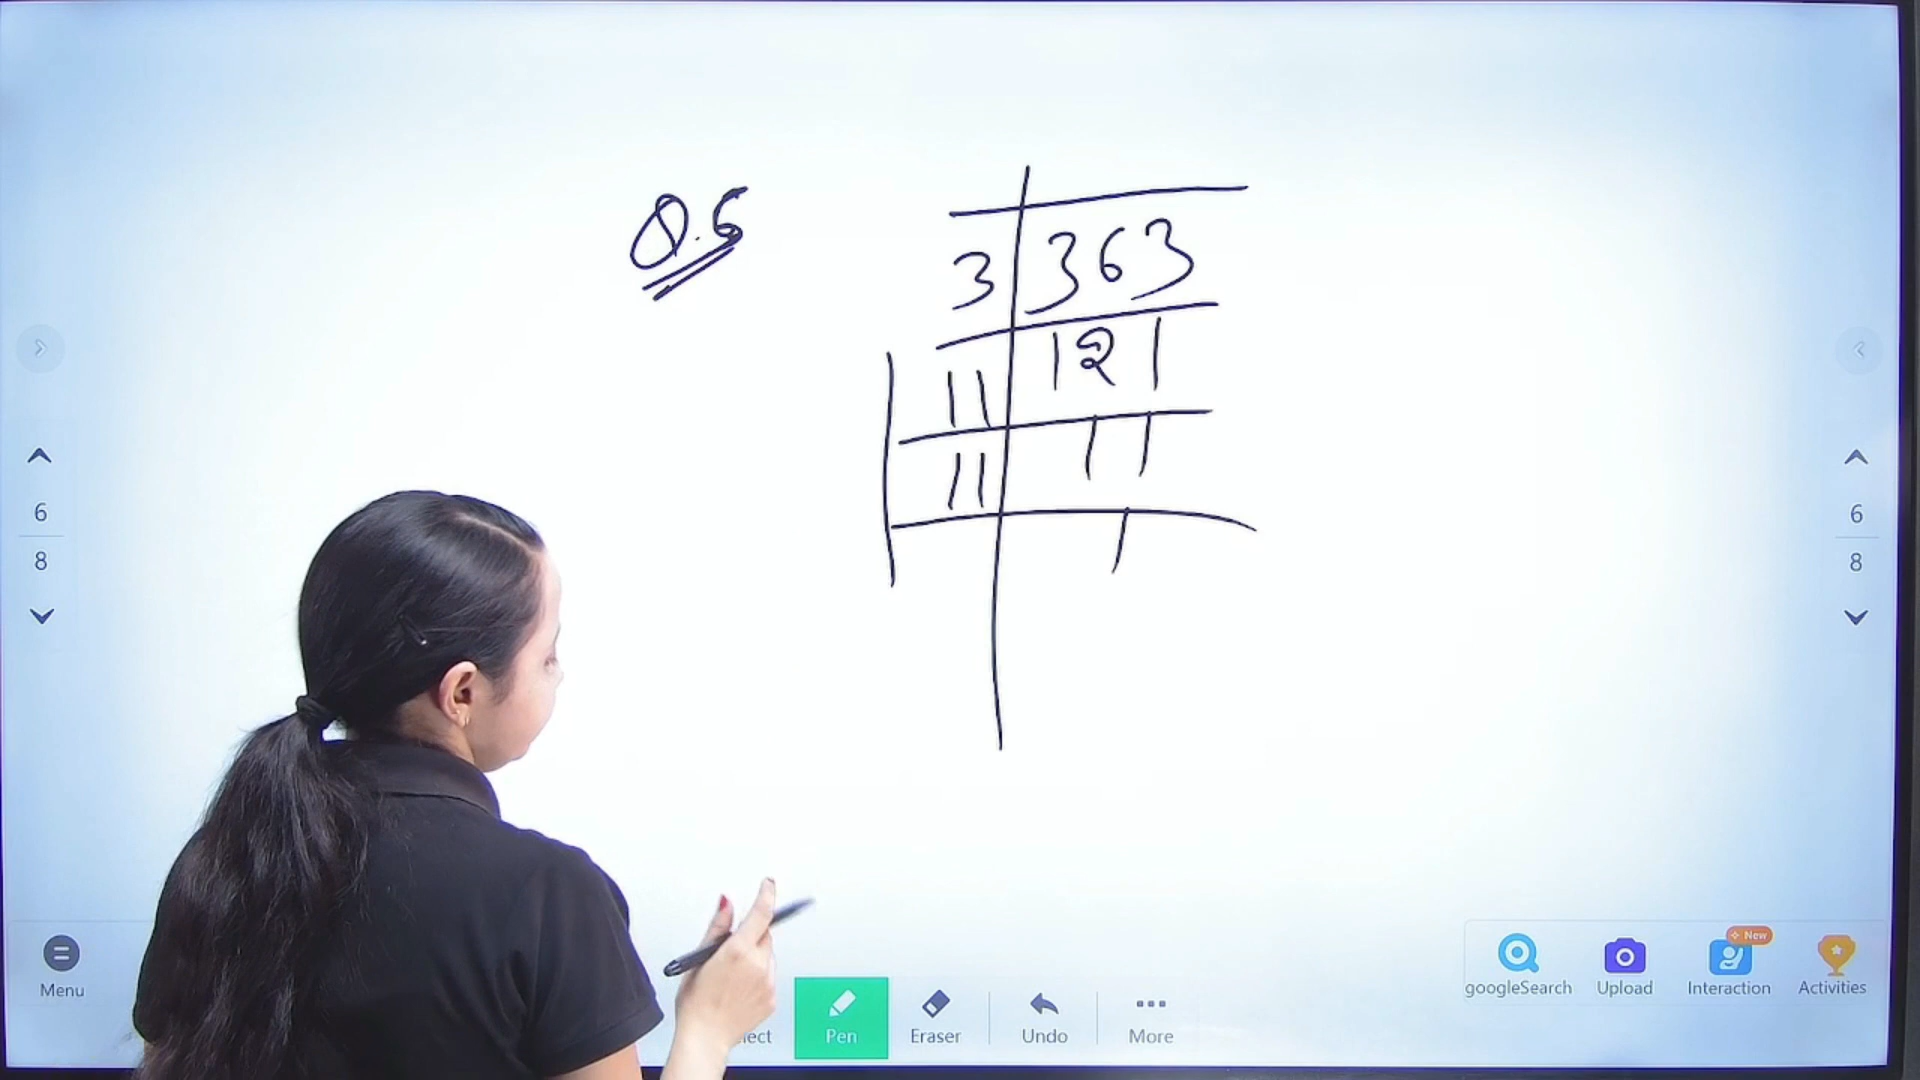 Q.5
3 363
11 121
11 11
1
6
8
6
8
Menu
Pen
Eraser
Undo
More
googleSearch
Upload
New
Interaction
Activities